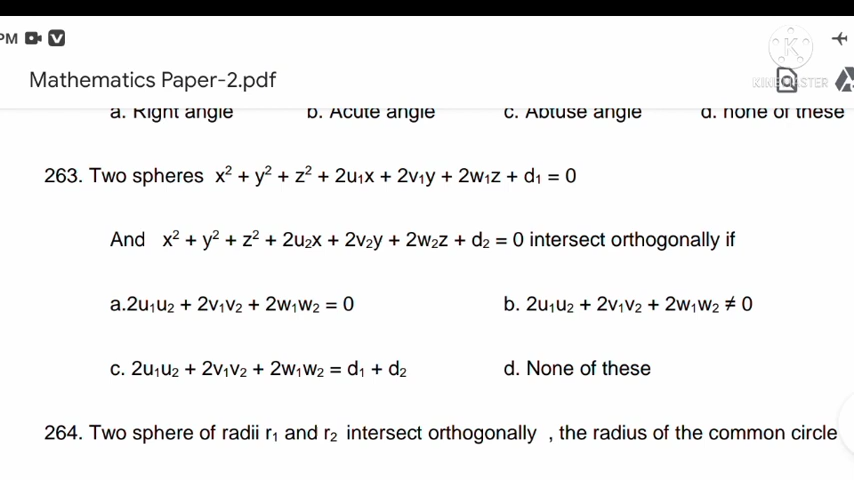 PM
Mathematics Paper-2.pdf
KINEMASTER
a. Right angle b. Acute angle c. Abtuse angle d. none of these
263. Two spheres x² + y² + z² + 2u₁x + 2v₁y + 2w₁z + d₁ = 0
And x² + y² + z² + 2u₂x + 2v₂y + 2w₂z + d₂ = 0 intersect orthogonally if
a.2u₁u₂ + 2v₁v₂ + 2w₁w₂ = 0 b. 2u₁u₂ + 2v₁v₂ + 2w₁w₂ ≠ 0
c. 2u₁u₂ + 2v₁v₂ + 2w₁w₂ = d₁ + d₂ d. None of these
264. Two sphere of radii r₁ and r₂ intersect orthogonally , the radius of the common circle